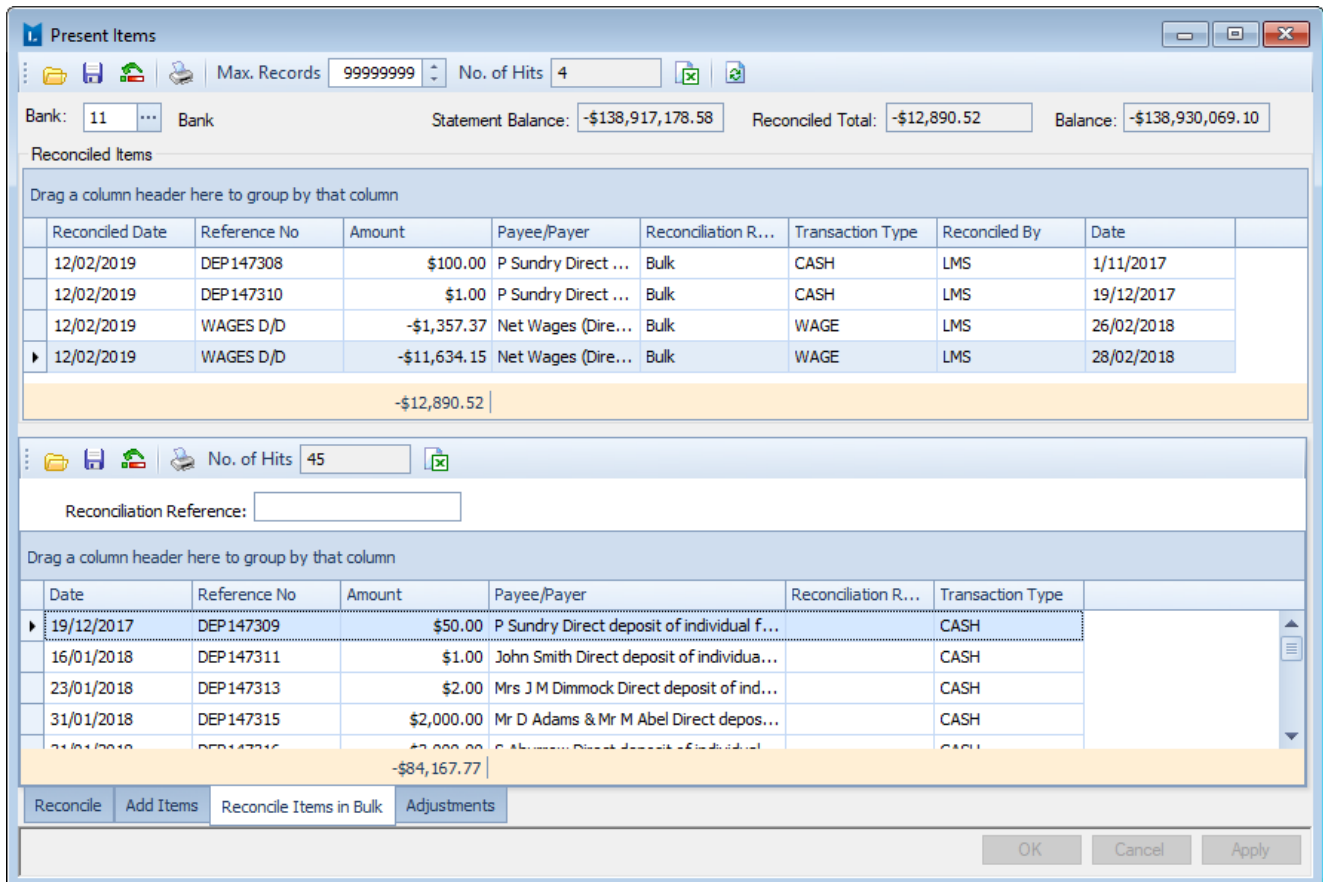 Present Items
Max. Records 99999999 No. of Hits 4
Bank: 11 ... Bank Statement Balance: -$138,917,178.58 Reconciled Total: -$12,890.52 Balance: -$138,930,069.10
Reconciled Items
Drag a column header here to group by that column
Reconciled Date Reference No Amount Payee/Payer Reconciliation R... Transaction Type Reconciled By Date
12/02/2019 DEP147308 $100.00 P Sundry Direct ... Bulk CASH LMS 1/11/2017
12/02/2019 DEP147310 $1.00 P Sundry Direct ... Bulk CASH LMS 19/12/2017
12/02/2019 WAGES D/D -$1,357.37 Net Wages (Dire... Bulk WAGE LMS 26/02/2018
12/02/2019 WAGES D/D -$11,634.15 Net Wages (Dire... Bulk WAGE LMS 28/02/2018
-$12,890.52
No. of Hits 45
Reconciliation Reference:
Drag a column header here to group by that column
Date Reference No Amount Payee/Payer Reconciliation R... Transaction Type
19/12/2017 DEP147309 $50.00 P Sundry Direct deposit of individual f... CASH
16/01/2018 DEP147311 $1.00 John Smith Direct deposit of individua... CASH
23/01/2018 DEP147313 $2.00 Mrs J M Dimmock Direct deposit of ind... CASH
31/01/2018 DEP147315 $2,000.00 Mr D Adams & Mr M Abel Direct depos... CASH
-$84,167.77
Reconcile Add Items Reconcile Items in Bulk Adjustments
OK Cancel Apply